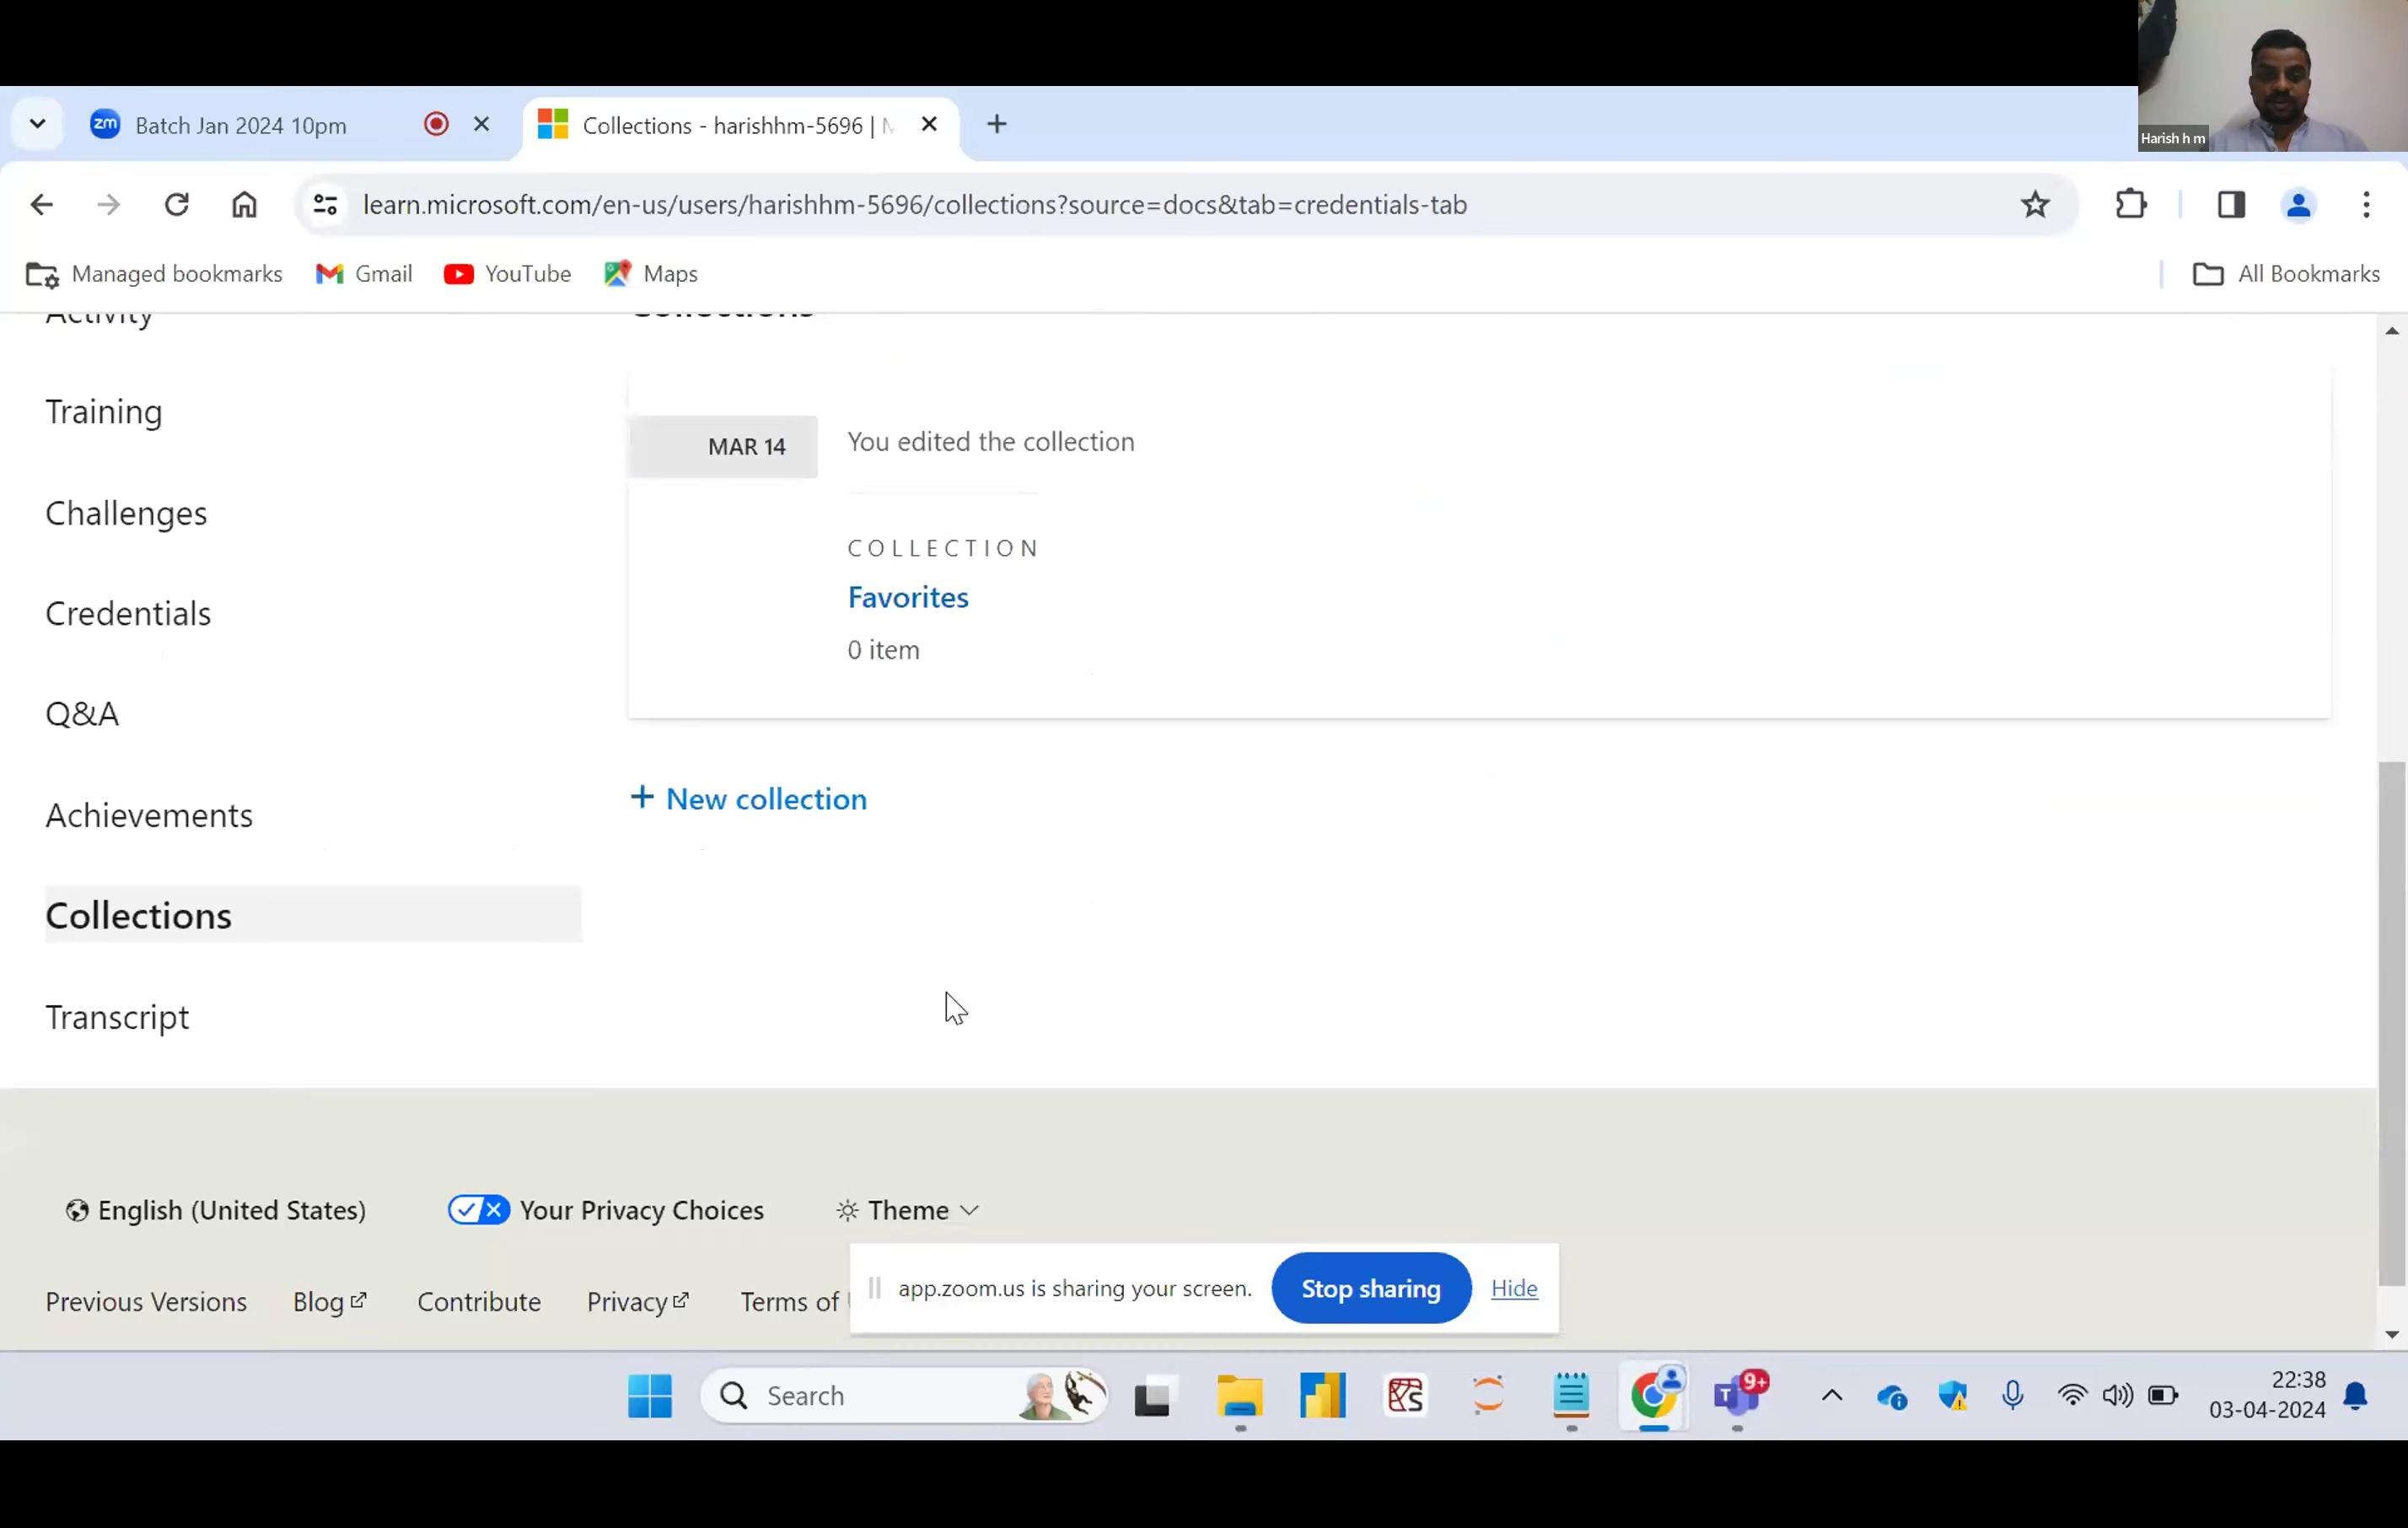 Harish h m
zm Batch Jan 2024 10pm
Collections - harishhm-5696 |
learn.microsoft.com/en-us/users/harishhm-5696/collections?source=docs&tab=credentials-tab
Managed bookmarks Gmail YouTube Maps All Bookmarks
Activity
Training
Challenges
Credentials
Q&A
Achievements
Collections
Transcript
Collections
MAR 14 You edited the collection
COLLECTION
Favorites
0 item
+ New collection
English (United States) Your Privacy Choices Theme
Previous Versions Blog Contribute Privacy Terms of
app.zoom.us is sharing your screen. Stop sharing Hide
Search
T 9+
22:38
03-04-2024